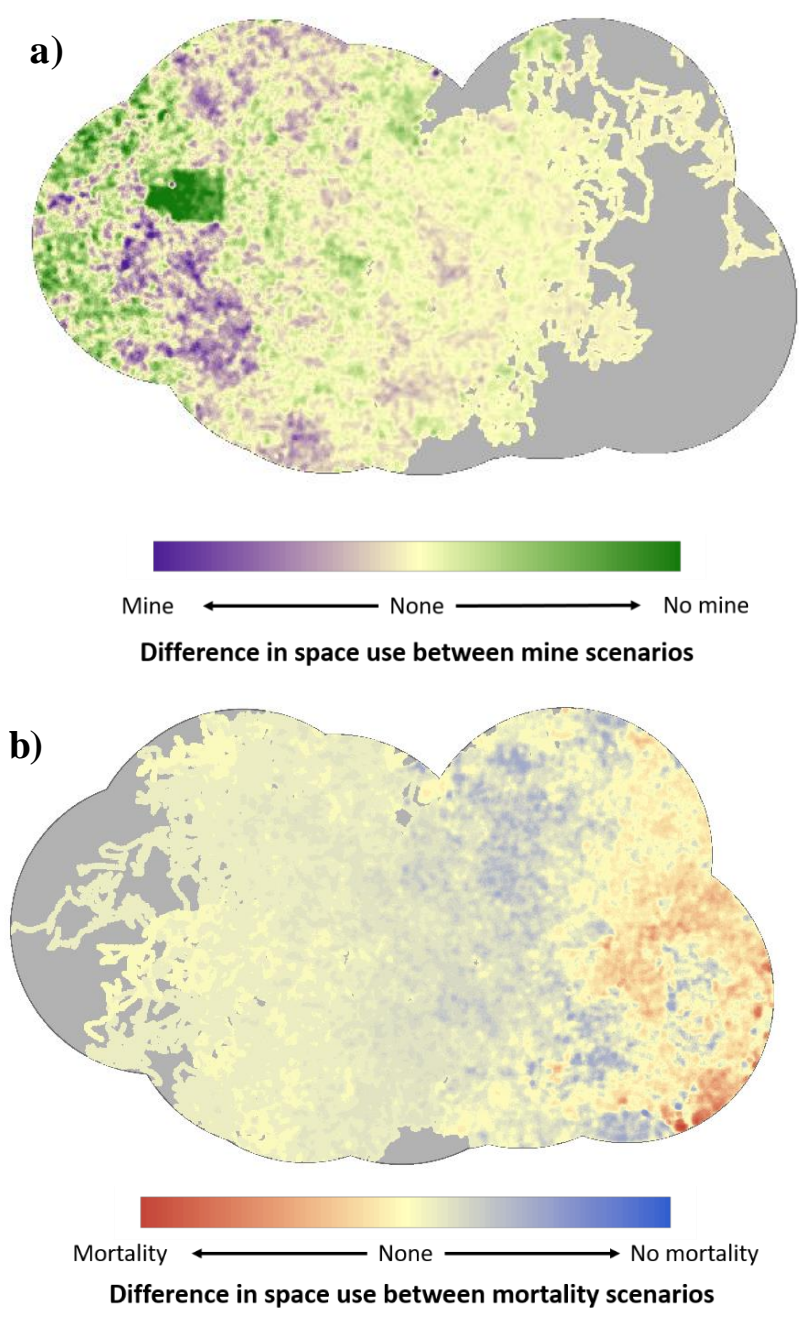 a)
Mine None No mine
Difference in space use between mine scenarios
b)
Mortality None No mortality
Difference in space use between mortality scenarios